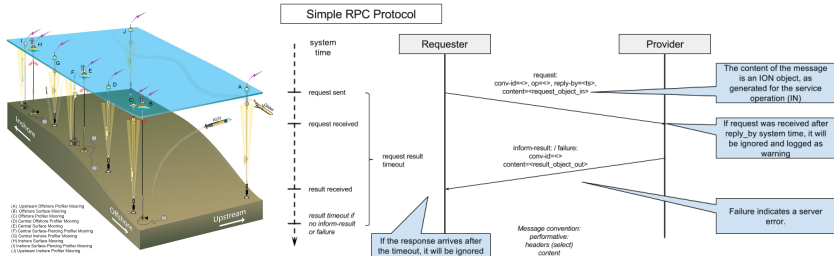 Simple RPC Protocol
system
time
Requester
Provider
request:
conv-id=<>, op=<>, reply-by=<ts>,
content=<request_object_in>
The content of the message
is an ION object, as
generated for the service
operation (IN)
request sent
request received
If request was received after
reply_by system time, it will
be ignored and logged as
warning
request result
timeout
inform-result: / failure:
conv-id=<>
content=<result_object_out>
result received
result timeout if
no inform-result
or failure
Failure indicates a server
error.
If the response arrives after
the timeout, it will be ignored
Message convention:
performative:
headers (select)
content
J
A
Inshore
Offshore
Upstream
(A) Upstream Offshore Profiler Mooring
(B) Offshore Surface Mooring
(C) Offshore Profiler Mooring
(D) Central Offshore Profiler Mooring
(E) Central Surface Mooring
(F) Central Surface-Piercing Profiler Mooring
(G) Central Inshore Profiler Mooring
(H) Inshore Surface Mooring
(I) Inshore Surface-Piercing Profiler Mooring
(J) Upstream Inshore Profiler Mooring